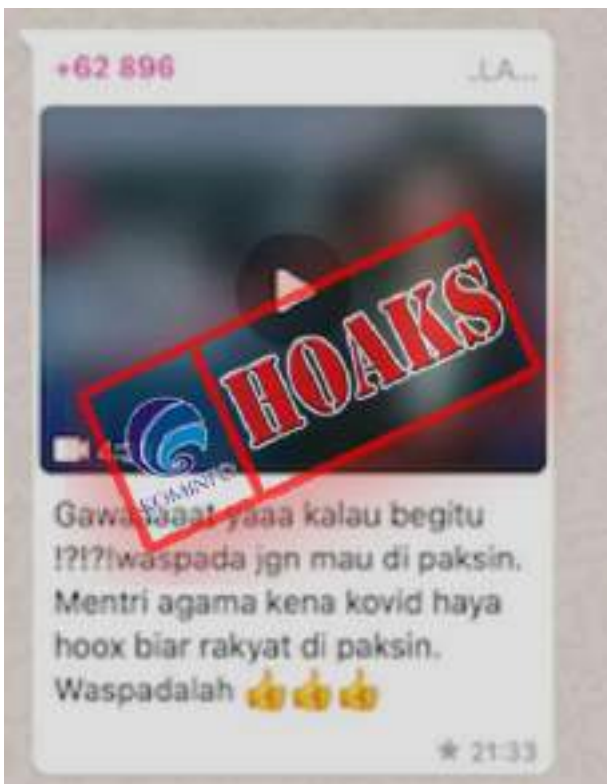 +62 896
..LA...
HOAKS
KOMINFO
Gawaaaaat yaaa kalau begitu
!?!?!waspada jgn mau di paksin.
Mentri agama kena kovid haya
hoox biar rakyat di paksin.
Waspadalah 👍👍👍
★ 21:33